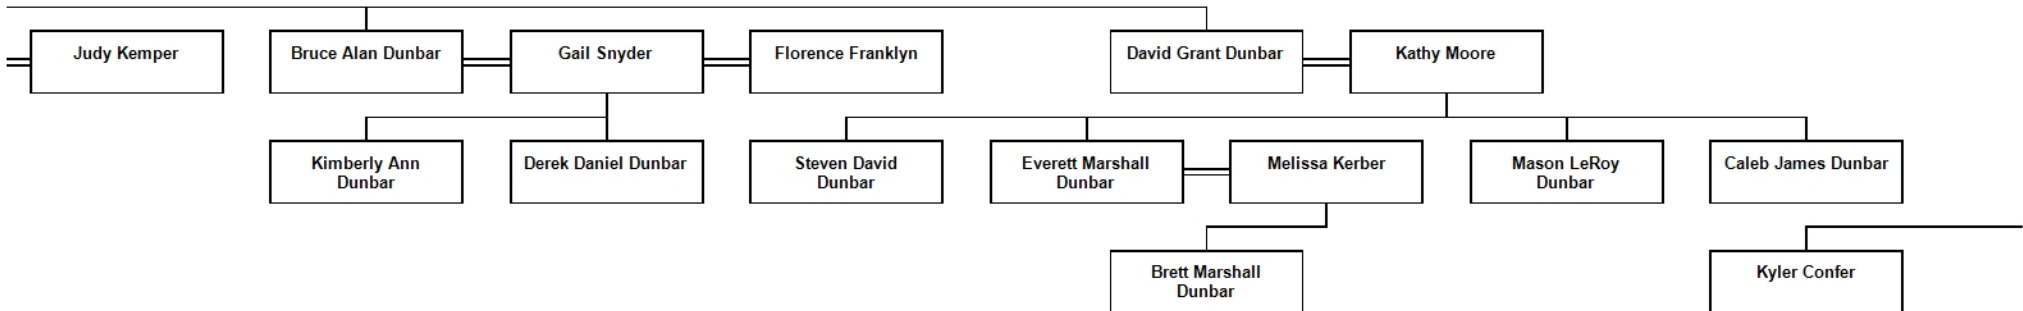 Judy Kemper
Bruce Alan Dunbar
Gail Snyder
Florence Franklyn
David Grant Dunbar
Kathy Moore
Kimberly Ann
Dunbar
Derek Daniel Dunbar
Steven David
Dunbar
Everett Marshall
Dunbar
Melissa Kerber
Mason LeRoy
Dunbar
Caleb James Dunbar
Brett Marshall
Dunbar
Kyler Confer